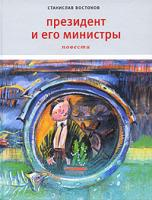 СТАНИСЛАВ ВОСТОКОВ
президент и его министры
повести